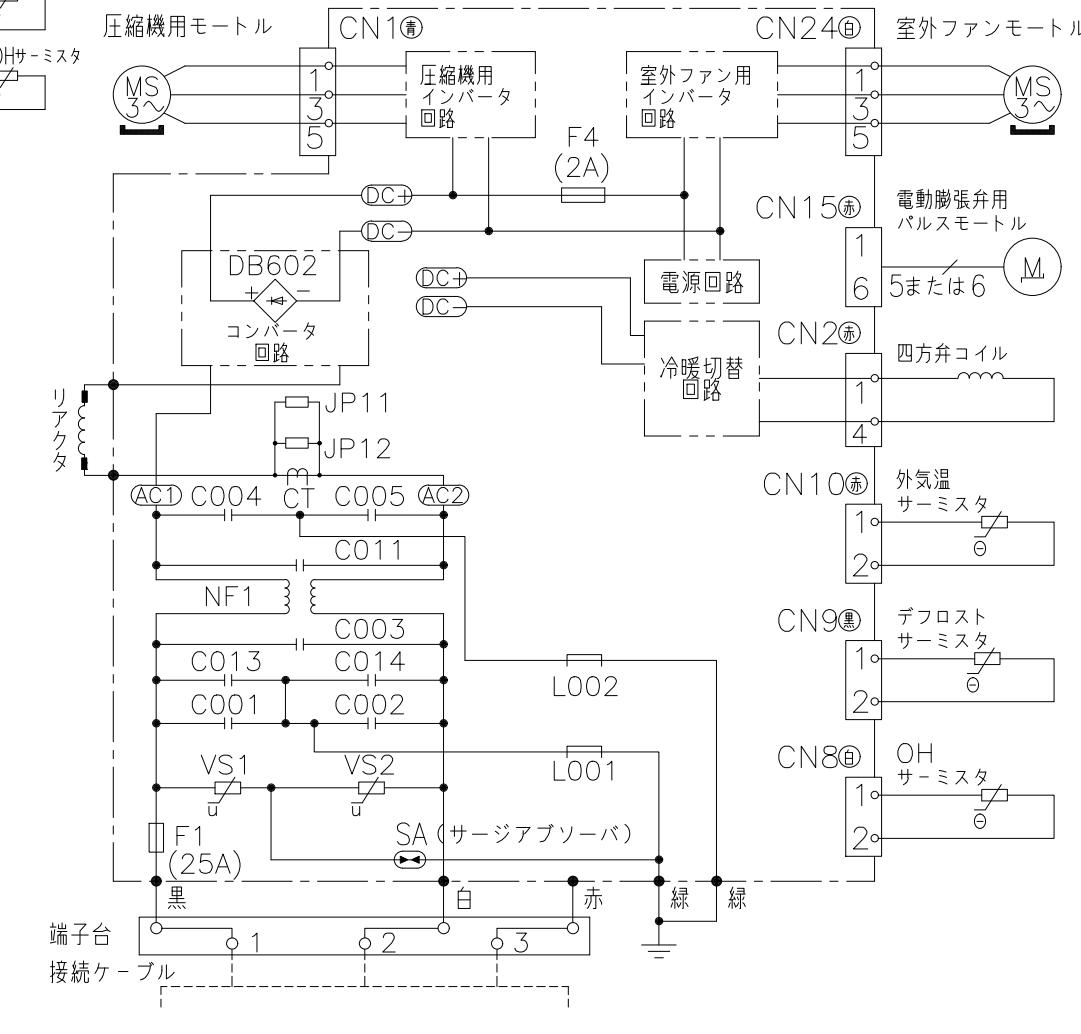 圧縮機用モートル
CN1青
CN24白
室外ファンモートル
OHサーミスタ
MS
3～
1
3
5
圧縮機用
インバータ
回路
室外ファン用
インバータ
回路
1
3
5
MS
3～
F4
(2A)
DC+
DC−
CN15赤
電動膨張弁用
パルスモートル
1
6
5または6
M
DB602
+
−
コンバータ
回路
DC+
DC−
電源回路
CN2赤
四方弁コイル
冷暖切替
回路
1
4
リアクタ
JP11
JP12
CT
AC1
C004
C005
AC2
CN10赤
外気温
サーミスタ
1
2
⊖
C011
NF1
C003
C013
C014
C001
C002
L002
L001
CN9黒
デフロスト
サーミスタ
1
2
⊖
VS1
VS2
u
u
CN8白
OH
サーミスタ
1
2
⊖
F1
(25A)
SA(サージアブソーバ)
黒
白
赤
緑
緑
端子台
1
2
3
接続ケーブル